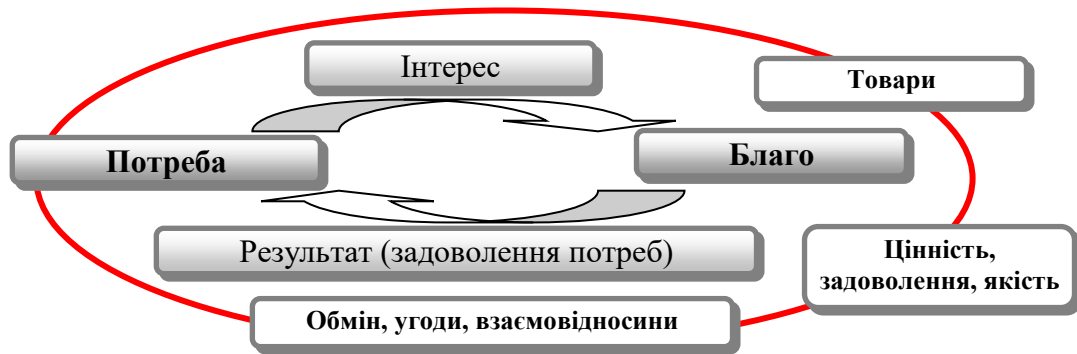 Інтерес
Товари
Потреба
Благо
Результат (задоволення потреб)
Цінність,
задоволення, якість
Обмін, угоди, взаємовідносини